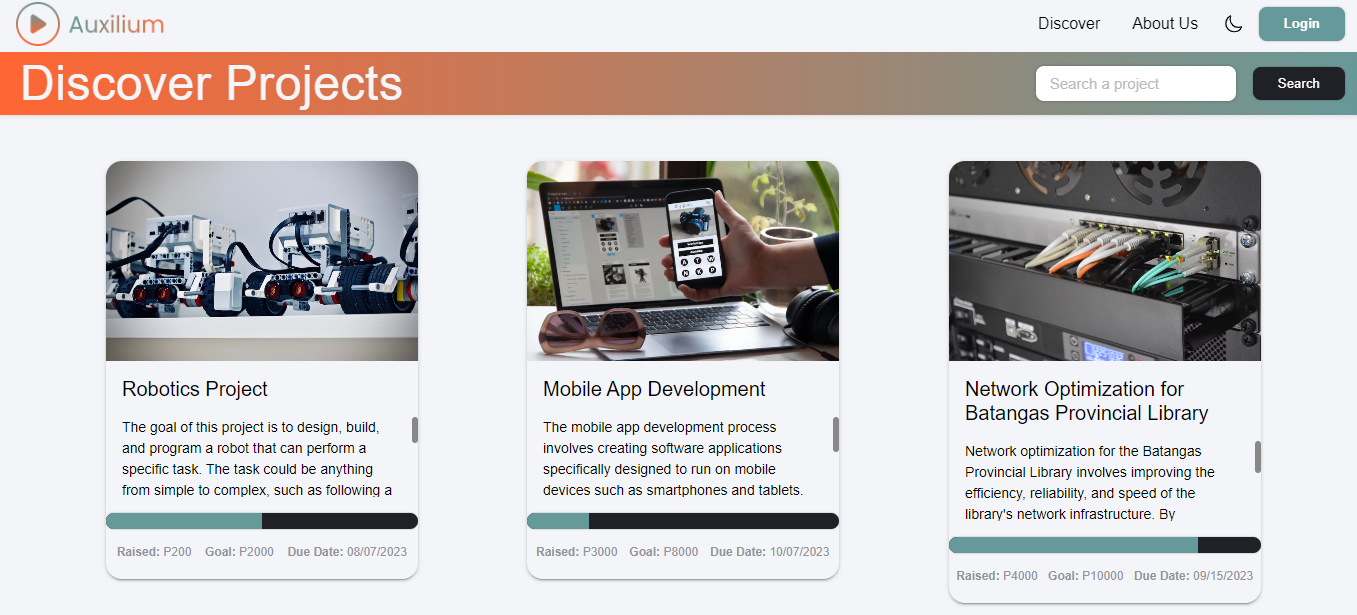 Auxilium
Discover
About Us
Login
Discover Projects
Search a project
Search
Robotics Project
The goal of this project is to design, build,
and program a robot that can perform a
specific task. The task could be anything
from simple to complex, such as following a
Raised: P200 Goal: P2000 Due Date: 08/07/2023
Mobile App Development
The mobile app development process
involves creating software applications
specifically designed to run on mobile
devices such as smartphones and tablets.
Raised: P3000 Goal: P8000 Due Date: 10/07/2023
Network Optimization for
Batangas Provincial Library
Network optimization for the Batangas
Provincial Library involves improving the
efficiency, reliability, and speed of the
library's network infrastructure. By
Raised: P4000 Goal: P10000 Due Date: 09/15/2023